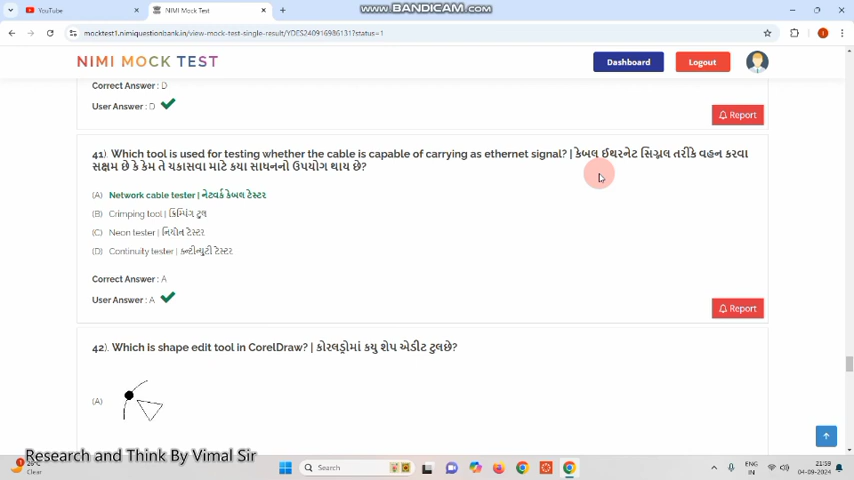 WWW.BANDICAM.COM
YouTube
NIMI Mock Test
mocktest1.nimiquestionbank.in/view-mock-test-single-result/YDES24091698613​1?status=1
NIMI MOCK TEST
Dashboard
Logout
Correct Answer : D
User Answer : D
Report
41). Which tool is used for testing whether the cable is capable of carrying as ethernet signal? | કેબલ ઈથરનેટ સિગ્નલ તરીકે વહન કરવા
સક્ષમ છે કે કેમ તે ચકાસવા માટે કયા સાધનનો ઉપયોગ થાય છે?
(A) Network cable tester | નેટવર્ક કેબલ ટેસ્ટર
(B) Crimping tool | ક્રિમ્પિંગ ટુલ
(C) Neon tester | નિયોન ટેસ્ટર
(D) Continuity tester | કન્ટીન્યુટી ટેસ્ટર
Correct Answer : A
User Answer : A
Report
42). Which is shape edit tool in CorelDraw? | કોરલડ્રોમાં કયુ શેપ એડીટ ટુલછે?
(A)
Research and Think By Vimal Sir
Clear
Search
ENG
IN
21:59
04-09-2024